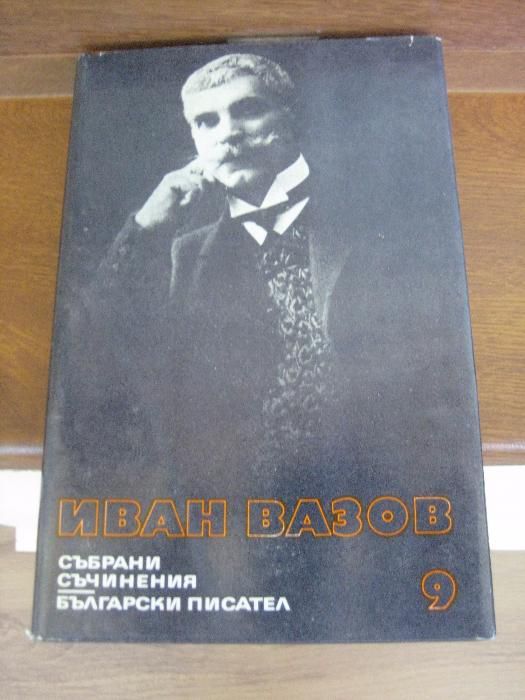 ИВАН ВАЗОВ
СЪБРАНИ
СЪЧИНЕНИЯ
БЪЛГАРСКИ ПИСАТЕЛ
9